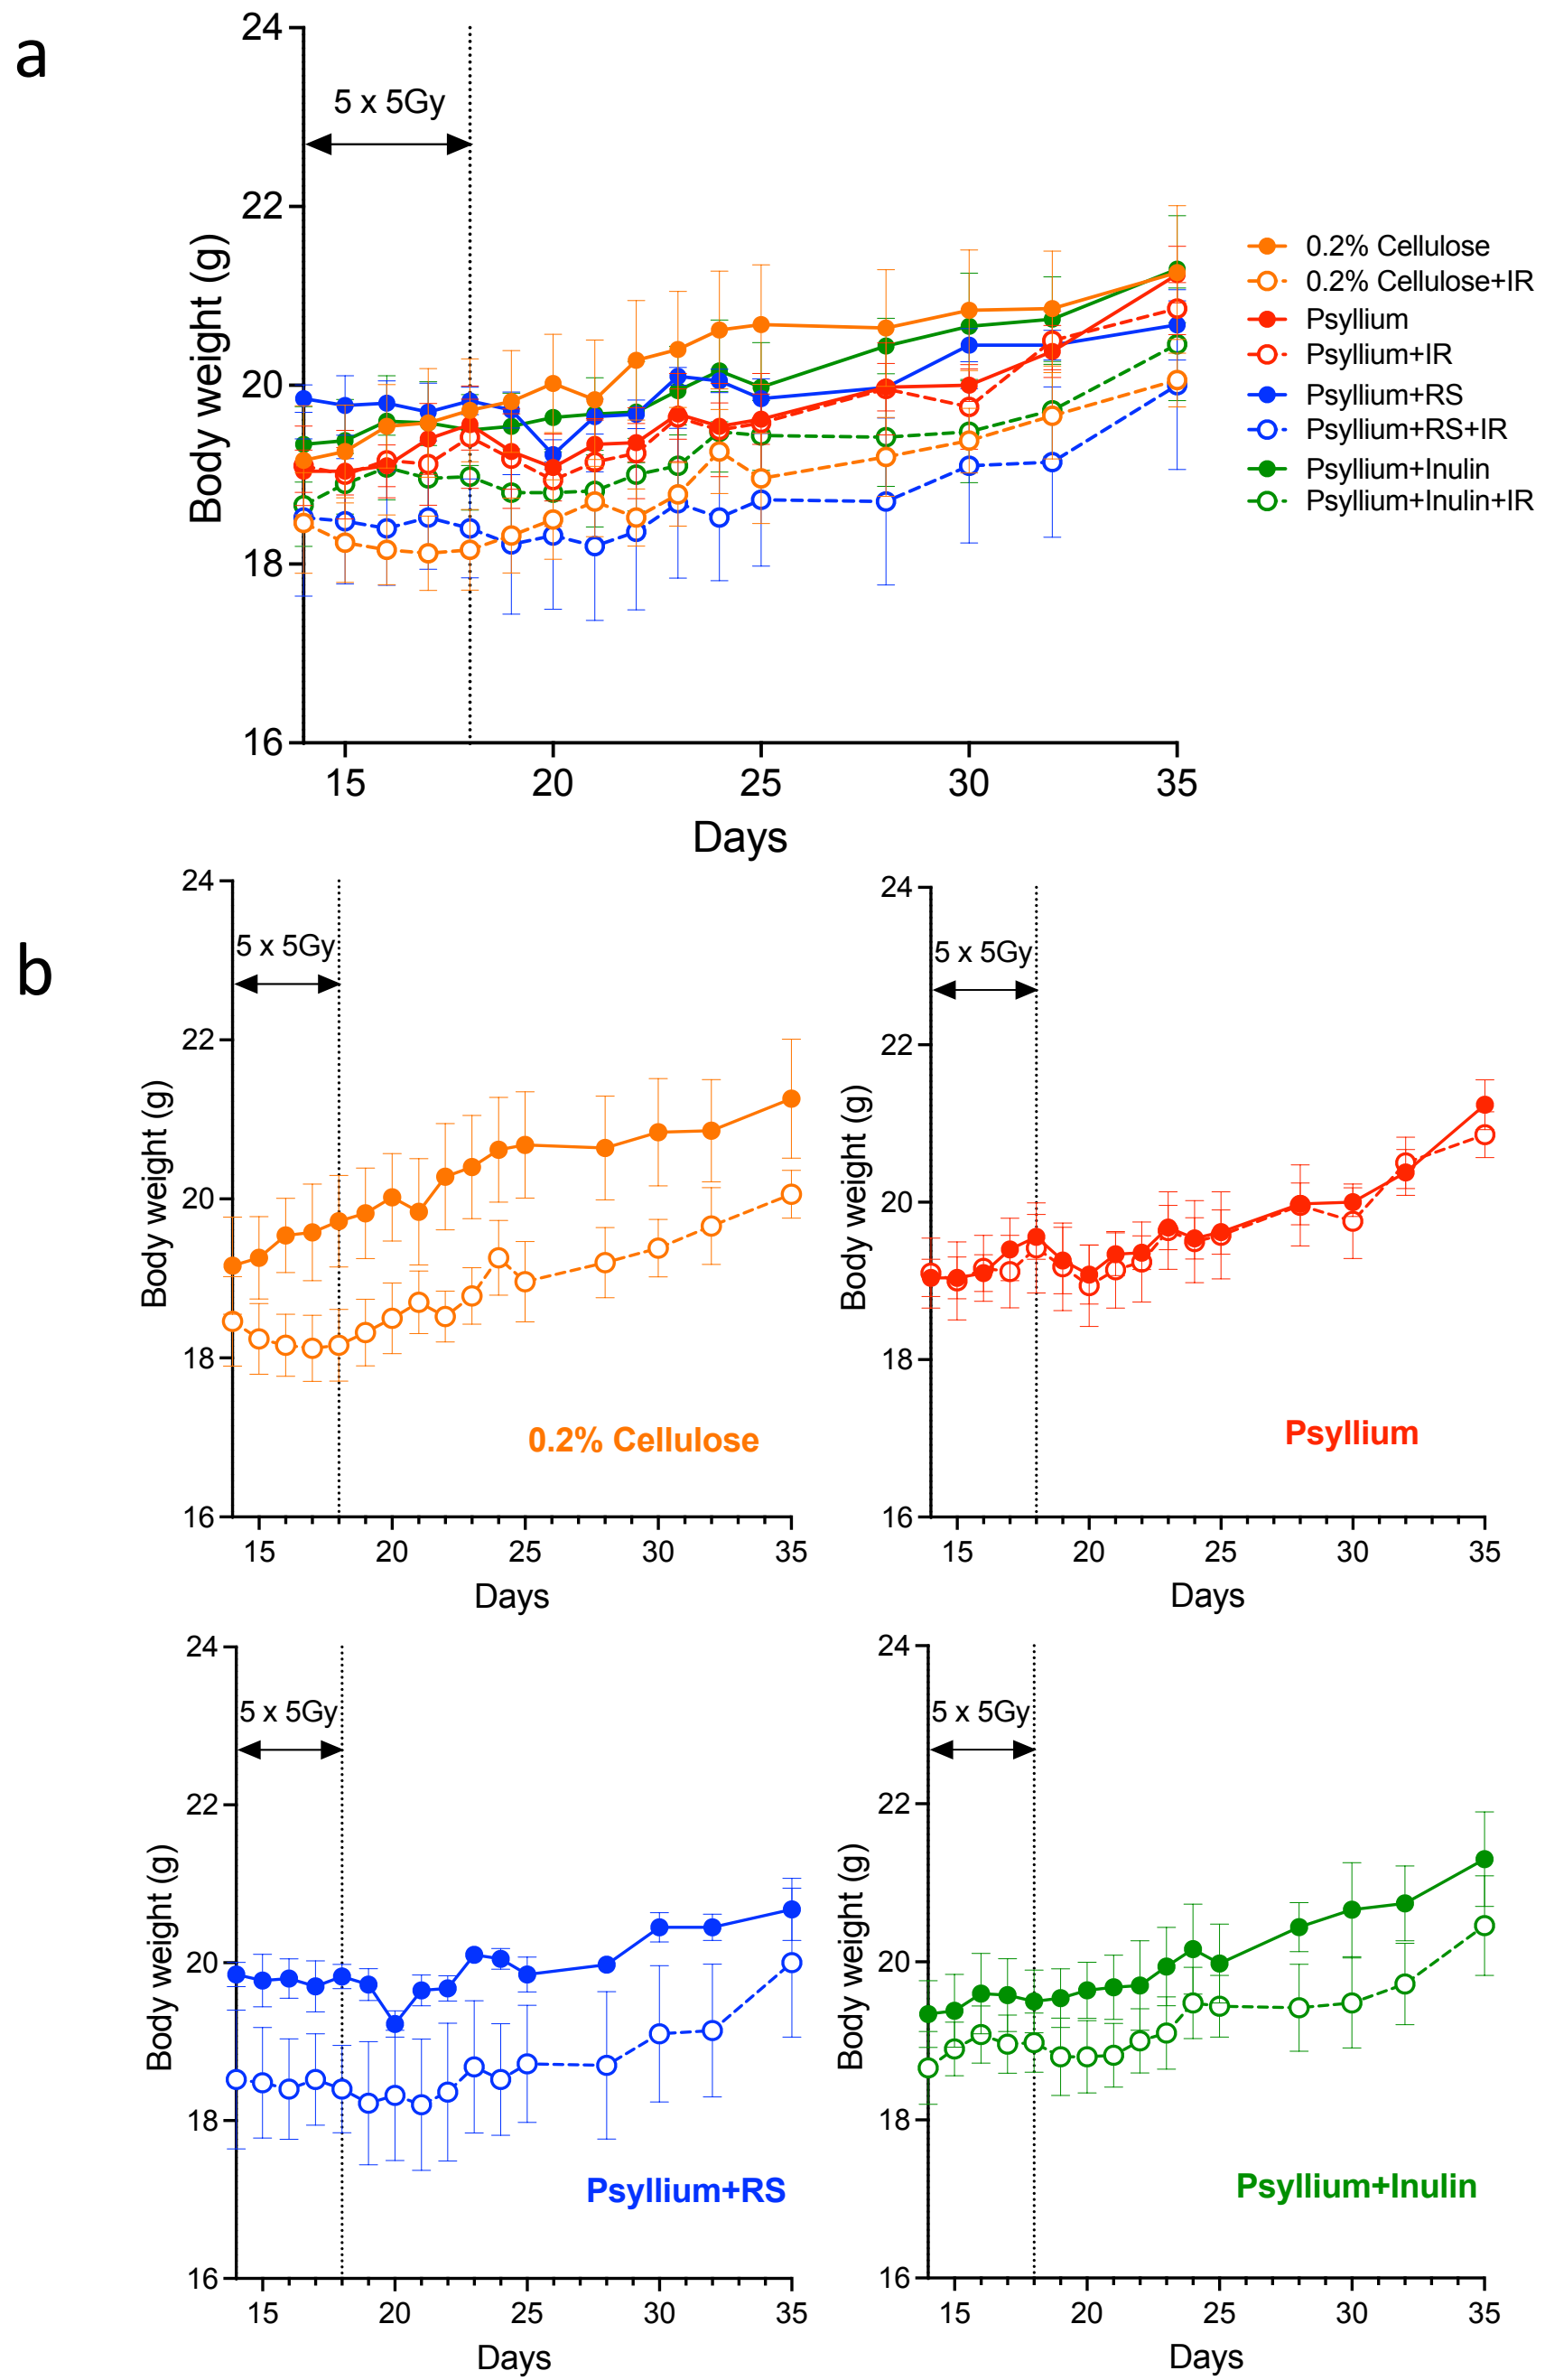 a
24
22
20
18
16
Body weight (g)
5 x 5Gy
15 20 25 30 35
Days
0.2% Cellulose
0.2% Cellulose+IR
Psyllium
Psyllium+IR
Psyllium+RS
Psyllium+RS+IR
Psyllium+Inulin
Psyllium+Inulin+IR
b
24
22
20
18
16
Body weight (g)
5 x 5Gy
0.2% Cellulose
15 20 25 30 35
Days
24
22
20
18
16
Body weight (g)
5 x 5Gy
Psyllium
15 20 25 30 35
Days
24
22
20
18
16
Body weight (g)
5 x 5Gy
Psyllium+RS
15 20 25 30 35
Days
24
22
20
18
16
Body weight (g)
5 x 5Gy
Psyllium+Inulin
15 20 25 30 35
Days